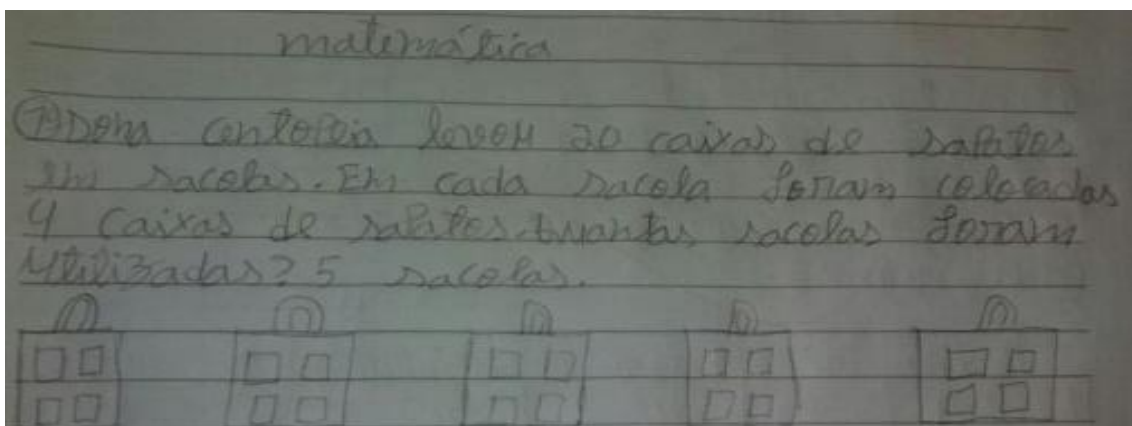 matemática
1) Dona Centopeia levou 20 caixas de sapatos
em sacolas. Em cada sacola foram colocadas
4 caixas de sapatos. Quantas sacolas foram
utilizadas? 5 sacolas.